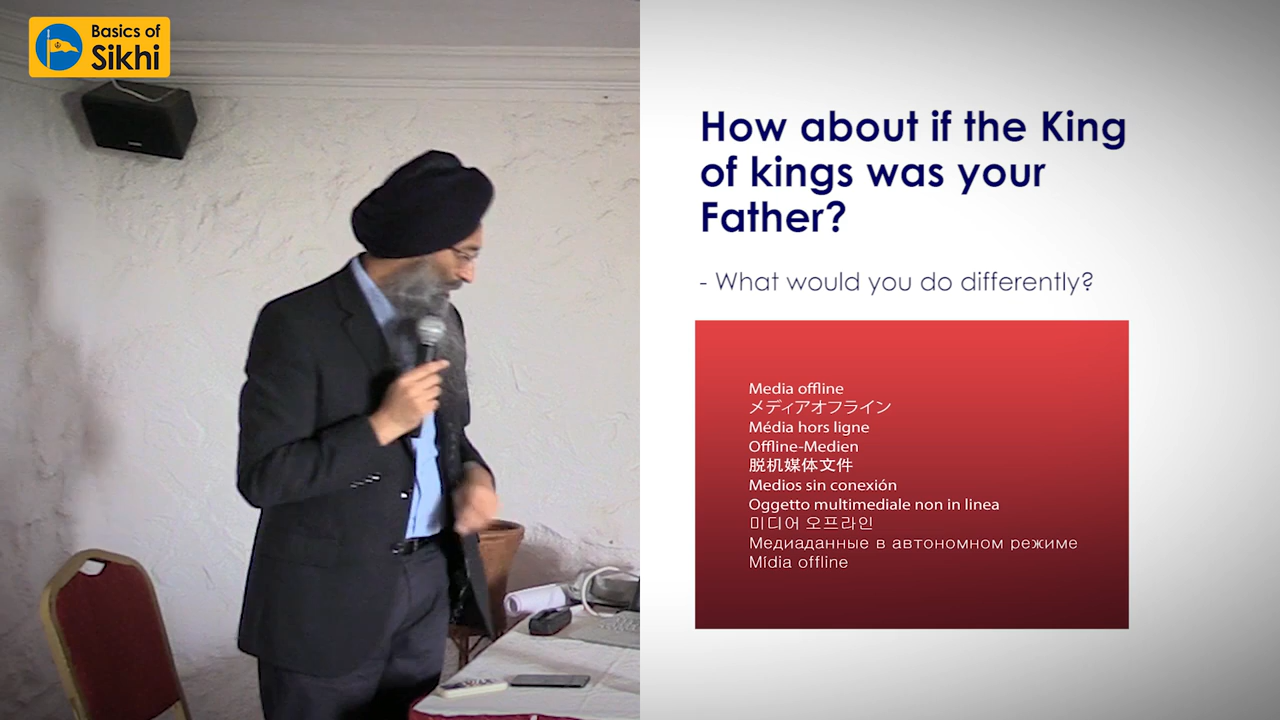 Basics of
Sikhi
How about if the King
of kings was your
Father?
- What would you do differently?
Media offline
メディアオフライン
Média hors ligne
Offline-Medien
脱机媒体文件
Medios sin conexión
Oggetto multimediale non in linea
미디어 오프라인
Медиаданные в автономном режиме
Mídia offline